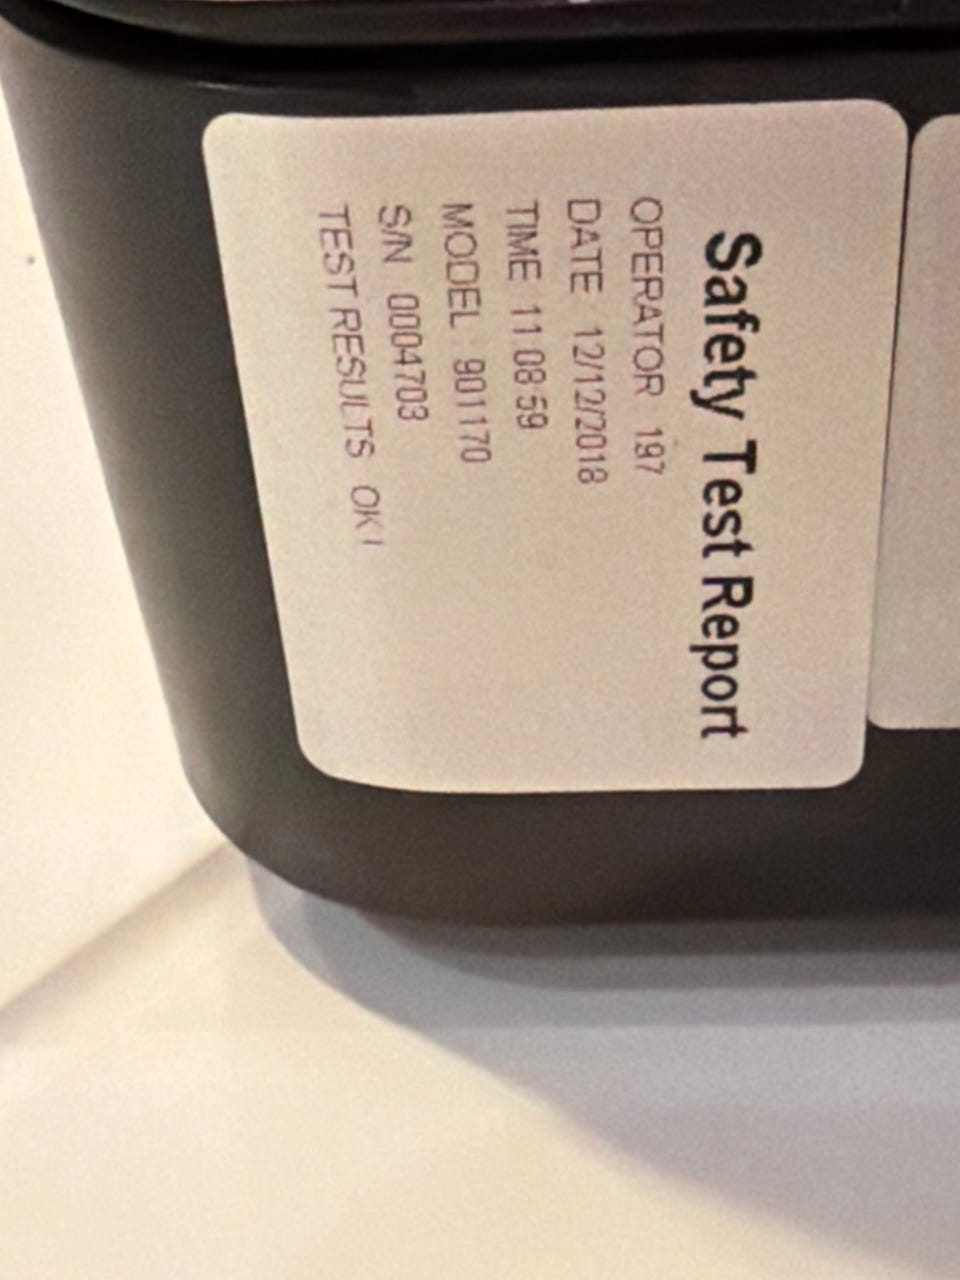 Safety Test Report
OPERATOR 197
DATE 12/12/2018
TIME 11 08 59
MODEL 901170
S/N 0004703
TEST RESULTS OK!